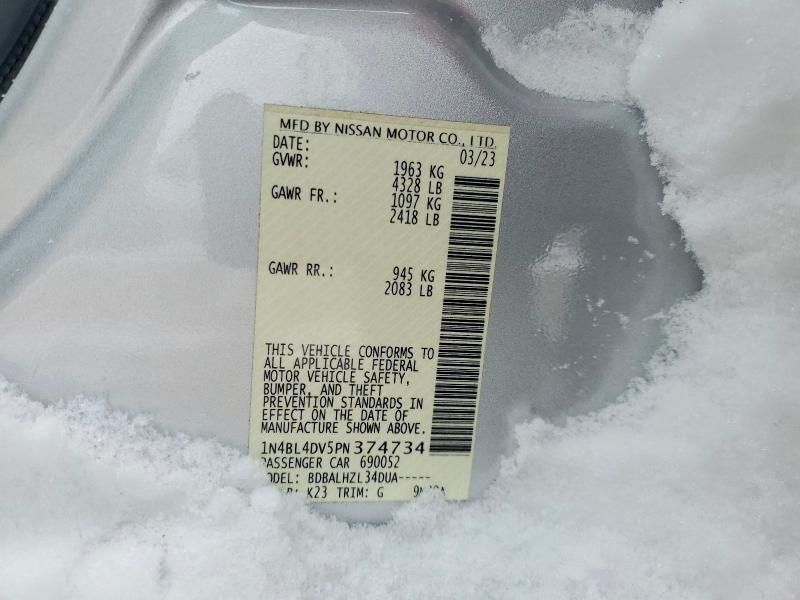 MFD BY NISSAN MOTOR CO., LTD.
DATE: 03/23
GVWR: 1963 KG
4328 LB
GAWR FR.: 1097 KG
2418 LB
GAWR RR.: 945 KG
2083 LB
THIS VEHICLE CONFORMS TO
ALL APPLICABLE FEDERAL
MOTOR VEHICLE SAFETY,
BUMPER, AND THEFT
PREVENTION STANDARDS IN
EFFECT ON THE DATE OF
MANUFACTURE SHOWN ABOVE.
1N4BL4DV5PN374734
PASSENGER CAR 690052
ODEL: BDBALHZL34DUA-----
K23 TRIM: G